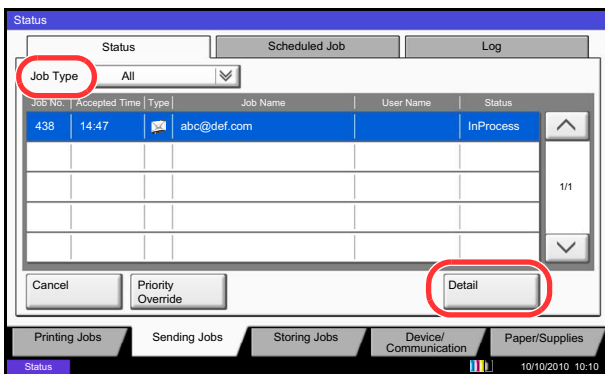 Status
Status Scheduled Job Log
Job Type All
Job No. Accepted Time Type Job Name User Name Status
438 14:47 abc@def.com InProcess
1/1
Cancel Priority Override Detail
Printing Jobs Sending Jobs Storing Jobs Device/ Communication Paper/Supplies
Status 10/10/2010 10:10